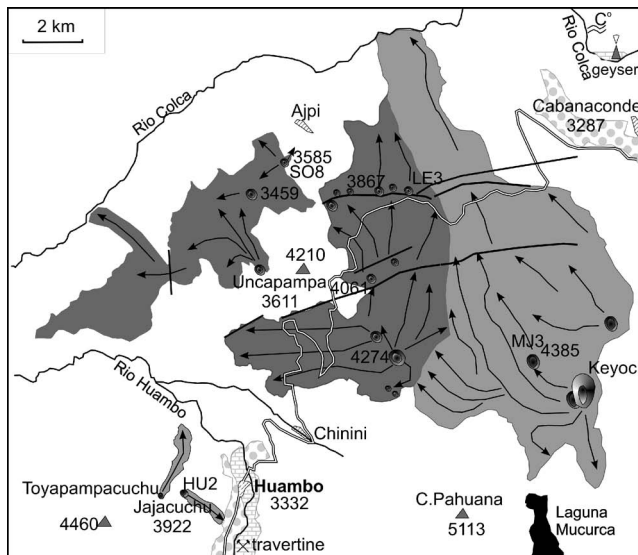 2 km
Rio Colca
C°
geyser
Cabanaconde
3287
Rio Colca
Ajpi
3585
SO8
3459
3867
LE3
4210
Uncapampa
3611
4061
4274
MJ3
4385
Keyoc
Rio Huambo
Chinini
Toyapampacuchu
HU2
Jajacuchu
3922
4460
Huambo
3332
travertine
C.Pahuana
5113
Laguna
Mucurca